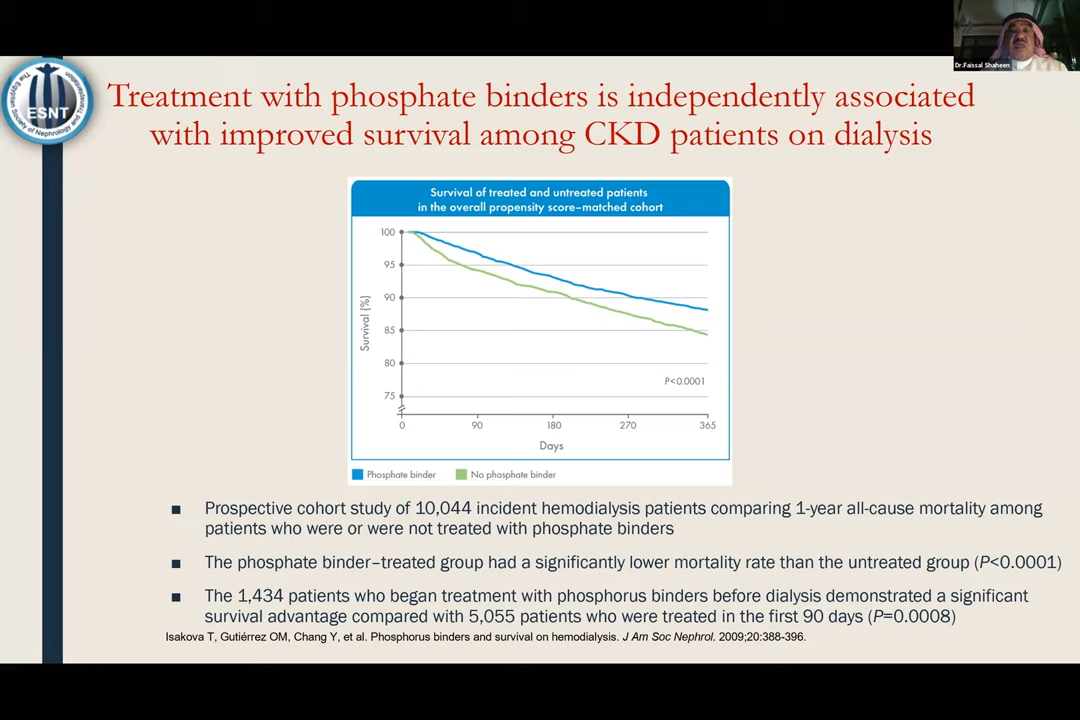 Dr.Faissal Shaheen
ESNT
Treatment with phosphate binders is independently associated
with improved survival among CKD patients on dialysis
Survival of treated and untreated patients
in the overall propensity score–matched cohort
100
95
90
85
80
75
Survival (%)
P<0.0001
0 90 180 270 365
Days
Phosphate binder No phosphate binder
■ Prospective cohort study of 10,044 incident hemodialysis patients comparing 1-year all-cause mortality among
patients who were or were not treated with phosphate binders
■ The phosphate binder–treated group had a significantly lower mortality rate than the untreated group (P<0.0001)
■ The 1,434 patients who began treatment with phosphorus binders before dialysis demonstrated a significant
survival advantage compared with 5,055 patients who were treated in the first 90 days (P=0.0008)
Isakova T, Gutiérrez OM, Chang Y, et al. Phosphorus binders and survival on hemodialysis. J Am Soc Nephrol. 2009;20:388-396.